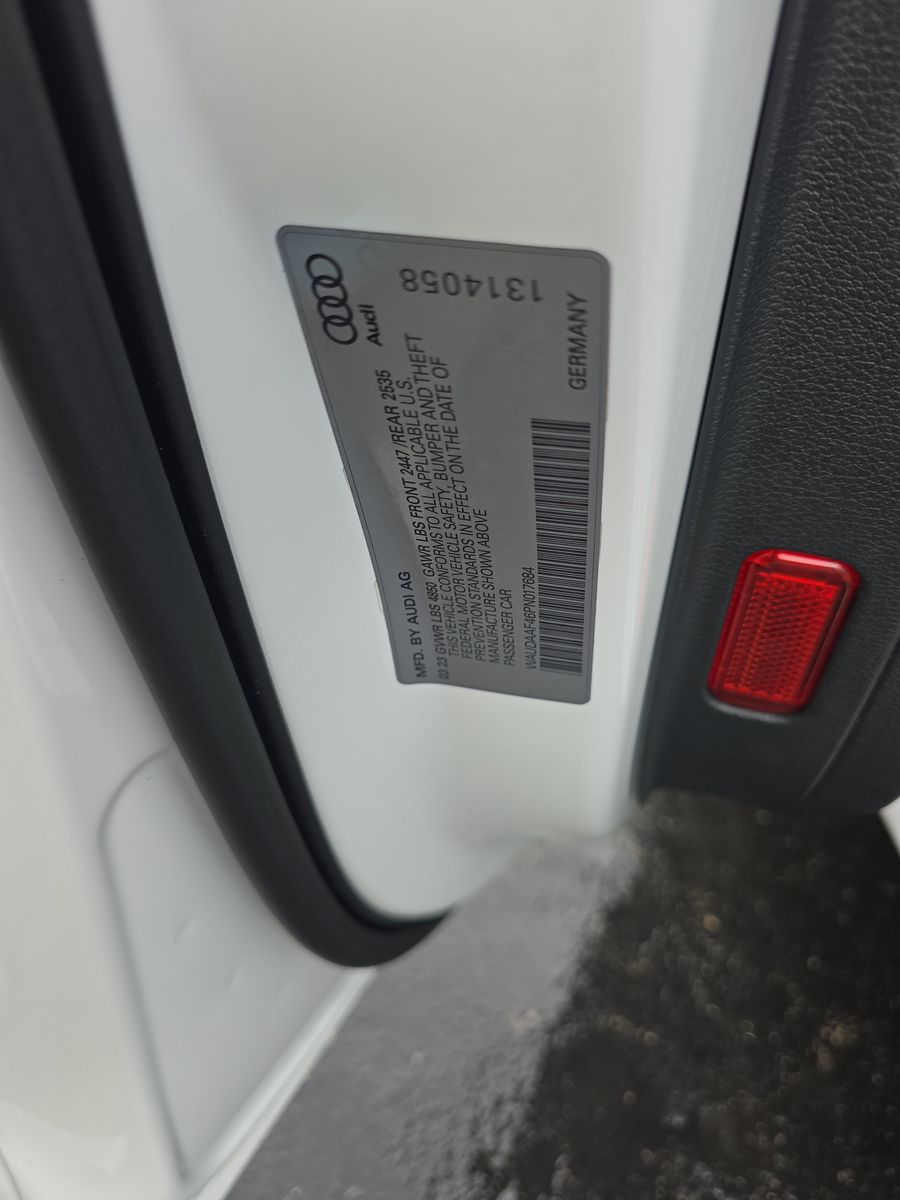 Audi
1314058
MFD. BY AUDI AG
03 23 GVWR LBS 4860 GAWR LBS FRONT 2447 /REAR 2535
THIS VEHICLE CONFORMS TO ALL APPLICABLE U.S.
FEDERAL MOTOR VEHICLE SAFETY, BUMPER AND THEFT
PREVENTION STANDARDS IN EFFECT ON THE DATE OF
MANUFACTURE SHOWN ABOVE
PASSENGER CAR
WAUDAAF46PN017684
GERMANY